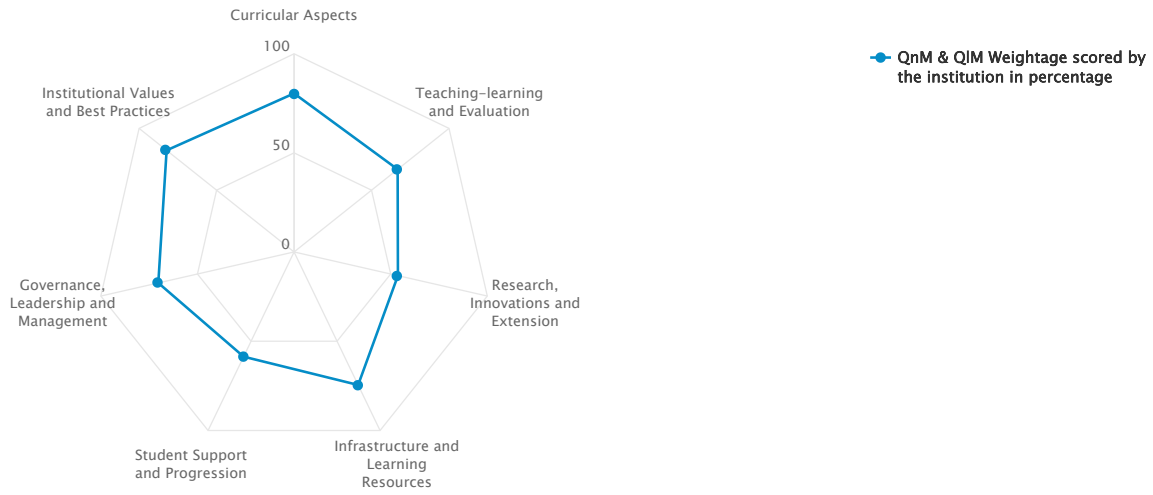 Curricular Aspects
100
50
0
Teaching-learning
and Evaluation
Research,
Innovations and
Extension
Infrastructure and
Learning
Resources
Student Support
and Progression
Governance,
Leadership and
Management
Institutional Values
and Best Practices
QnM & QlM Weightage scored by
the institution in percentage